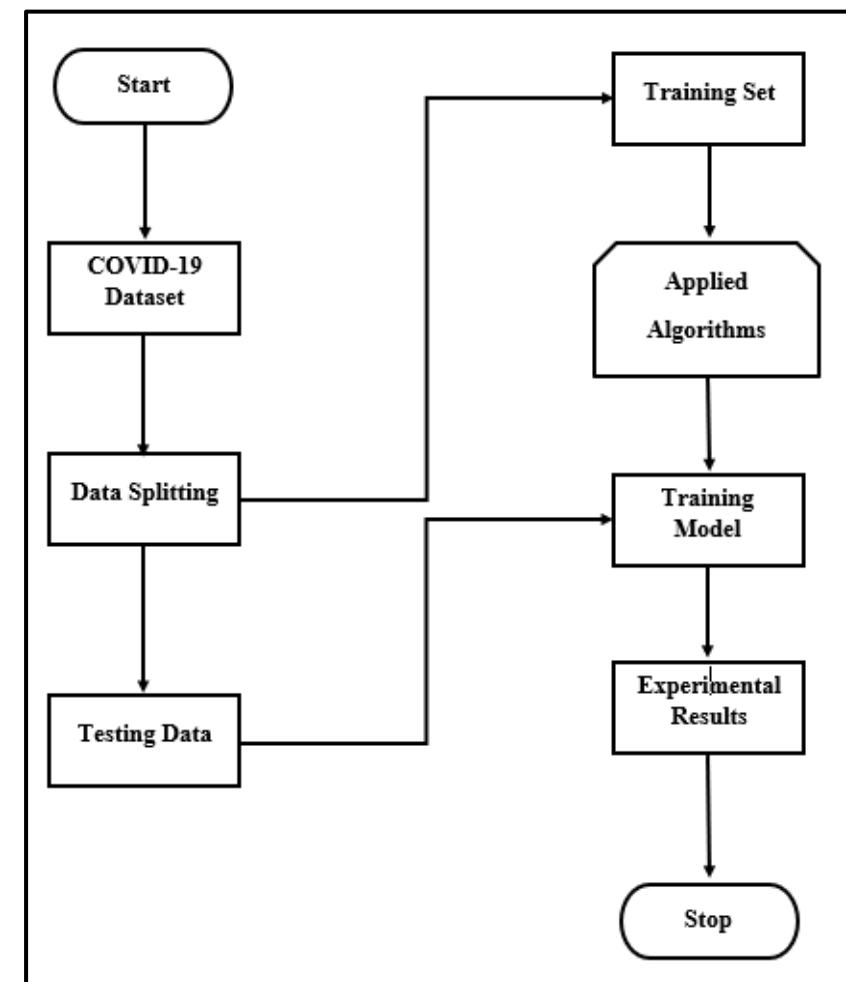 Start
COVID-19
Dataset
Data Splitting
Testing Data
Training Set
Applied
Algorithms
Training
Model
Experimental
Results
Stop